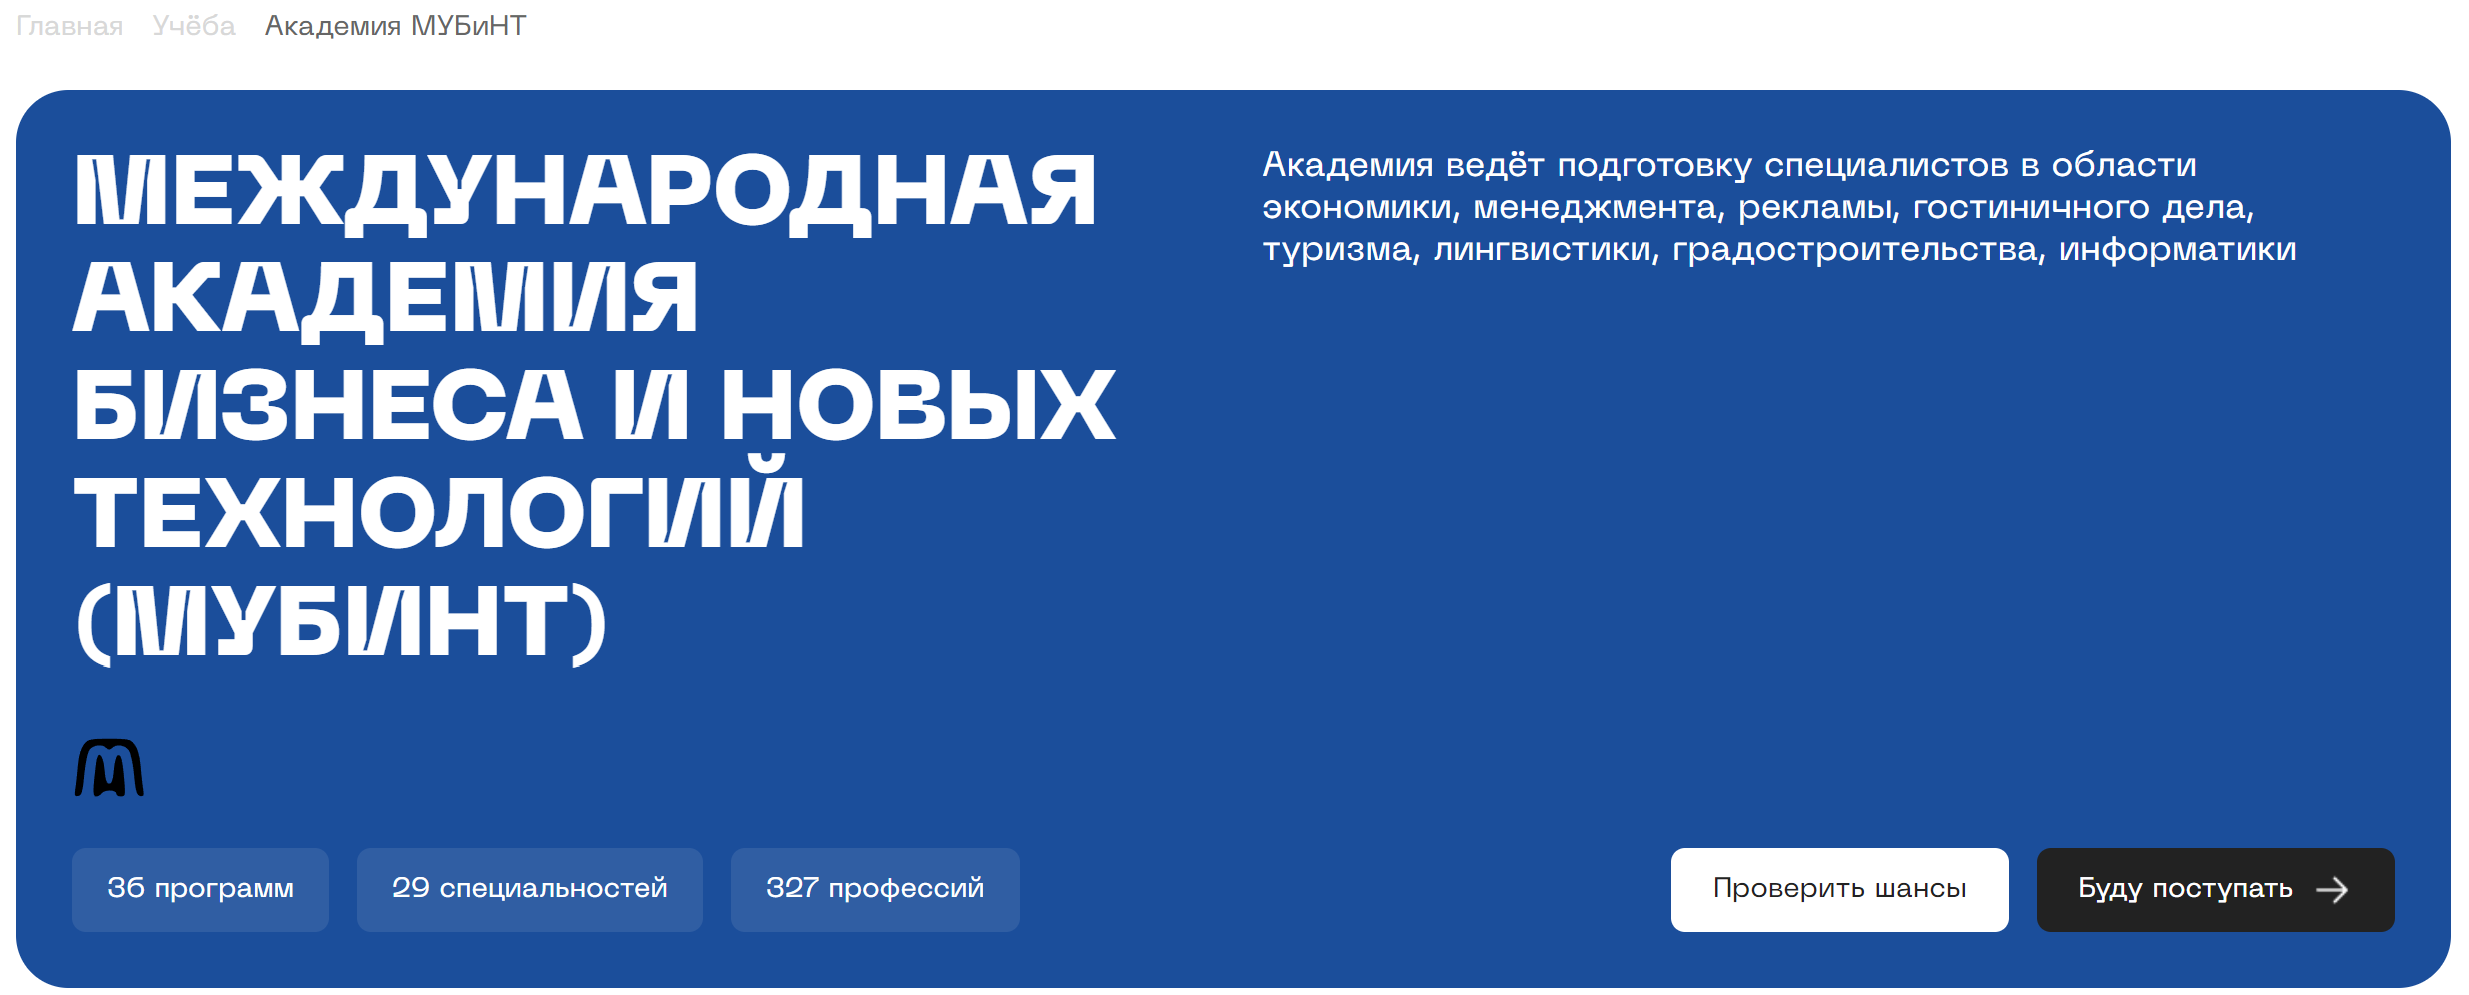 Главная Учёба Академия МУБиНТ
МЕЖДУНАРОДНАЯ
АКАДЕМИЯ
БИЗНЕСА И НОВЫХ
ТЕХНОЛОГИЙ
(МУБИНТ)
Академия ведёт подготовку специалистов в области
экономики, менеджмента, рекламы, гостиничного дела,
туризма, лингвистики, градостроительства, информатики
36 программ
29 специальностей
327 профессий
Проверить шансы
Буду поступать →